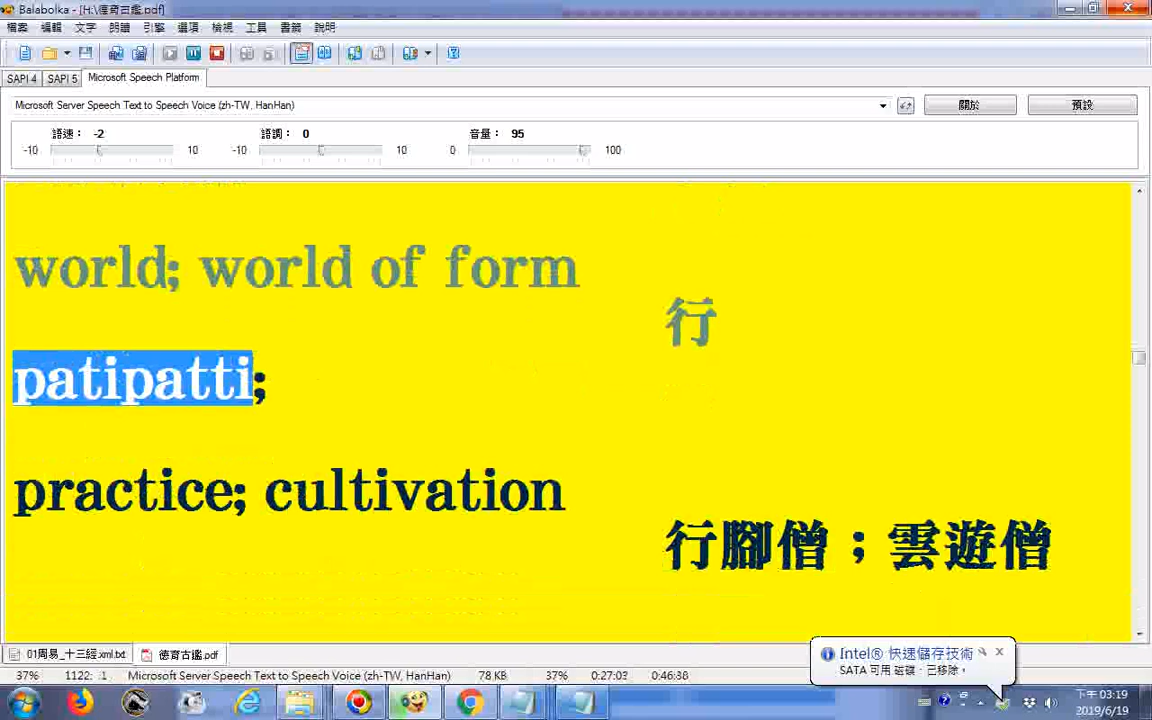 Balabolka - [H:\德育古鑑.pdf]
檔案 編輯 文字 朗讀 引擎 選項 檢視 工具 書籤 說明
SAPI 4 SAPI 5 Microsoft Speech Platform
Microsoft Server Speech Text to Speech Voice (zh-TW, HanHan) 關於 預設
語速： -2 語調： 0 音量： 95
-10 10 -10 10 0 100
world; world of form
行
patipatti;
practice; cultivation
行腳僧；雲遊僧
01周易_十三經.xml.txt 德育古鑑.pdf
Intel® 快速儲存技術
SATA 可用 磁碟：已移除。
37% 1122: 1 Microsoft Server Speech Text to Speech Voice (zh-TW, HanHan) 78 KB 37% 0:27:03 0:46:38
下午 03:19
2019/6/19